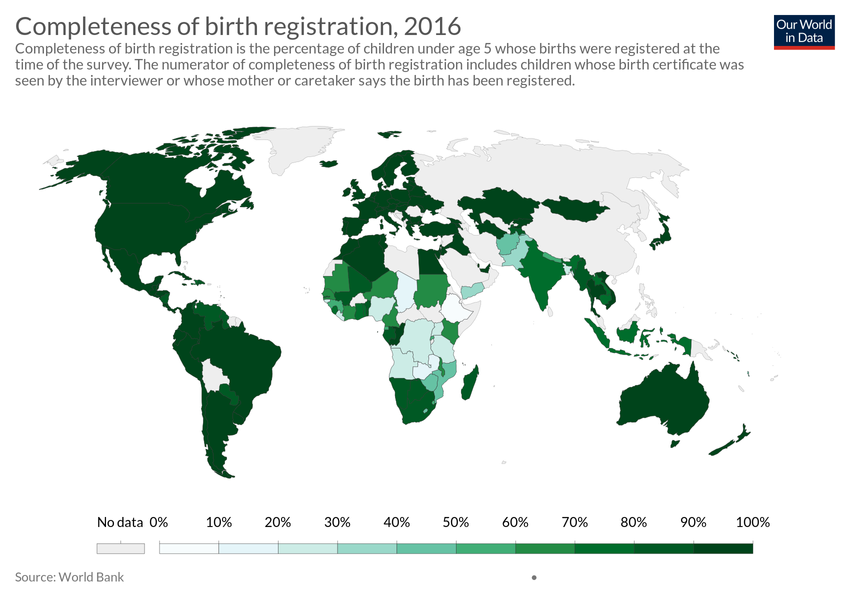 Completeness of birth registration, 2016
Our World
in Data
Completeness of birth registration is the percentage of children under age 5 whose births were registered at the
time of the survey. The numerator of completeness of birth registration includes children whose birth certificate was
seen by the interviewer or whose mother or caretaker says the birth has been registered.
No data 0% 10% 20% 30% 40% 50% 60% 70% 80% 90% 100%
Source: World Bank